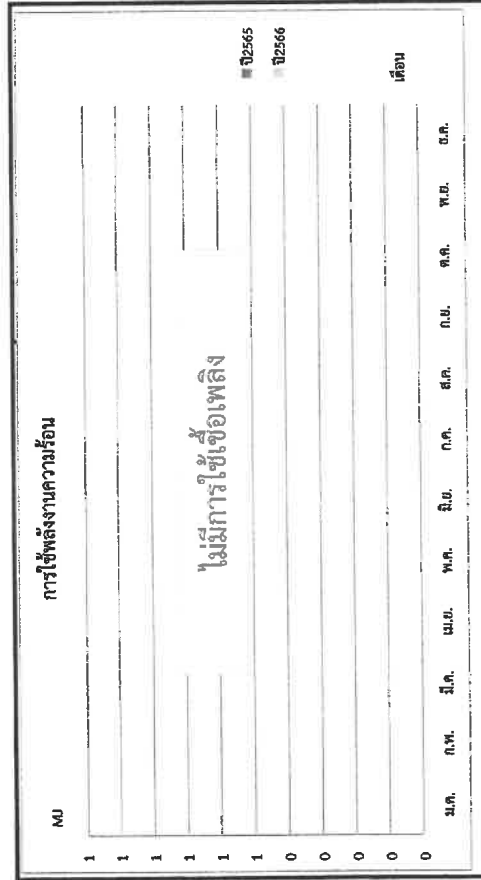 การใช้พลังงานความร้อน
MJ
1
1
1
1
1
1
0
0
0
0
0
ไม่มีการใช้เชื้อเพลิง
ปี2565
ปี2566
เดือน
ม.ค. ก.พ. มี.ค. เม.ย. พ.ค. มิ.ย. ก.ค. ส.ค. ก.ย. ต.ค. พ.ย. ธ.ค.